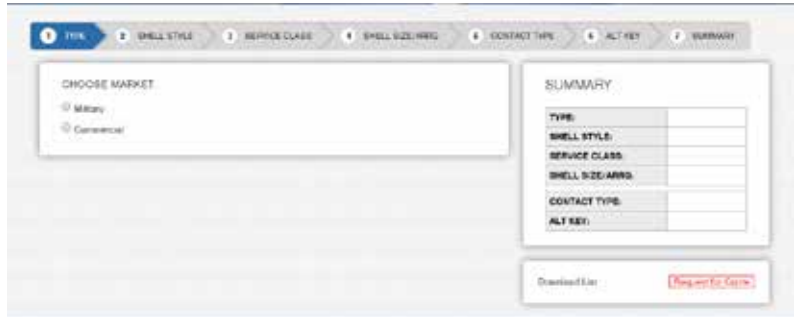 1 TYPE 2 SHELL STYLE 3 SERVICE CLASS 4 SHELL SIZE/ARRG 5 CONTACT TYPE 6 ALT KEY 7 SUMMARY
CHOOSE MARKET
Military
Commercial
SUMMARY
TYPE:
SHELL STYLE:
SERVICE CLASS:
SHELL SIZE/ARRG.
CONTACT TYPE:
ALT KEY:
Download List
Request for Quote